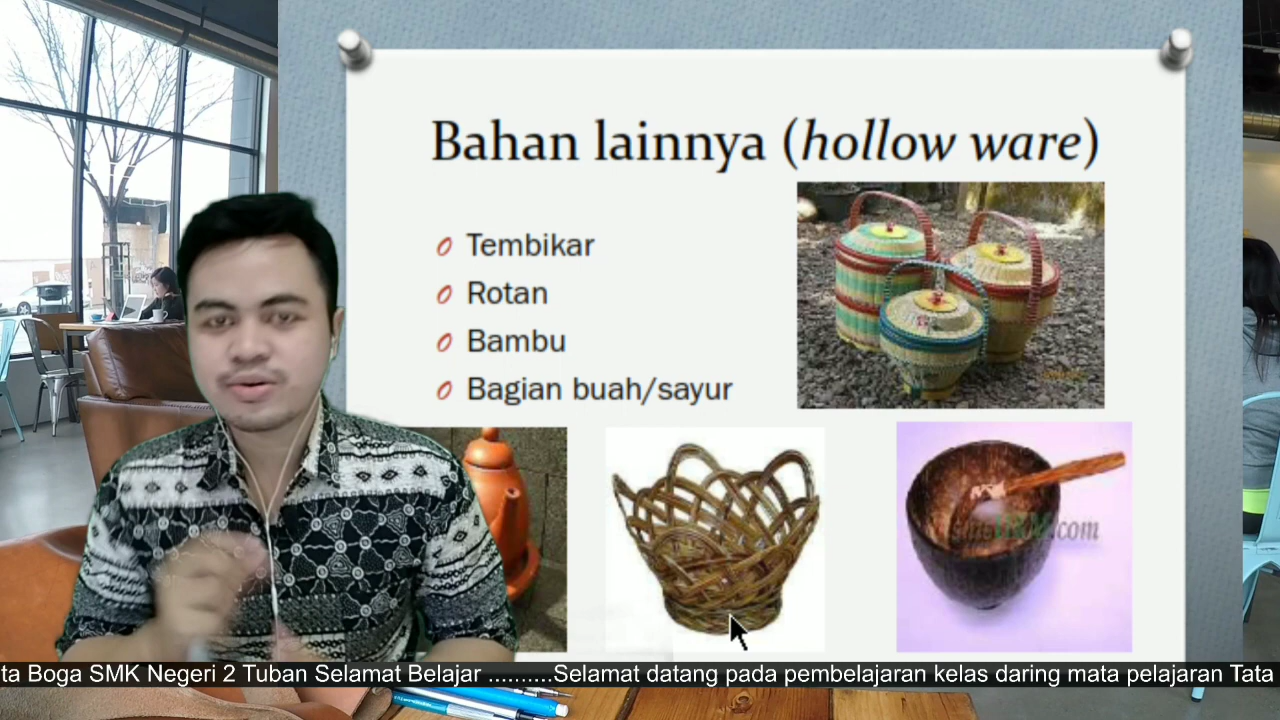 Bahan lainnya (hollow ware)
Tembikar
Rotan
Bambu
Bagian buah/sayur
ta Boga SMK Negeri 2 Tuban Selamat Belajar ..........Selamat datang pada pembelajaran kelas daring mata pelajaran Tata